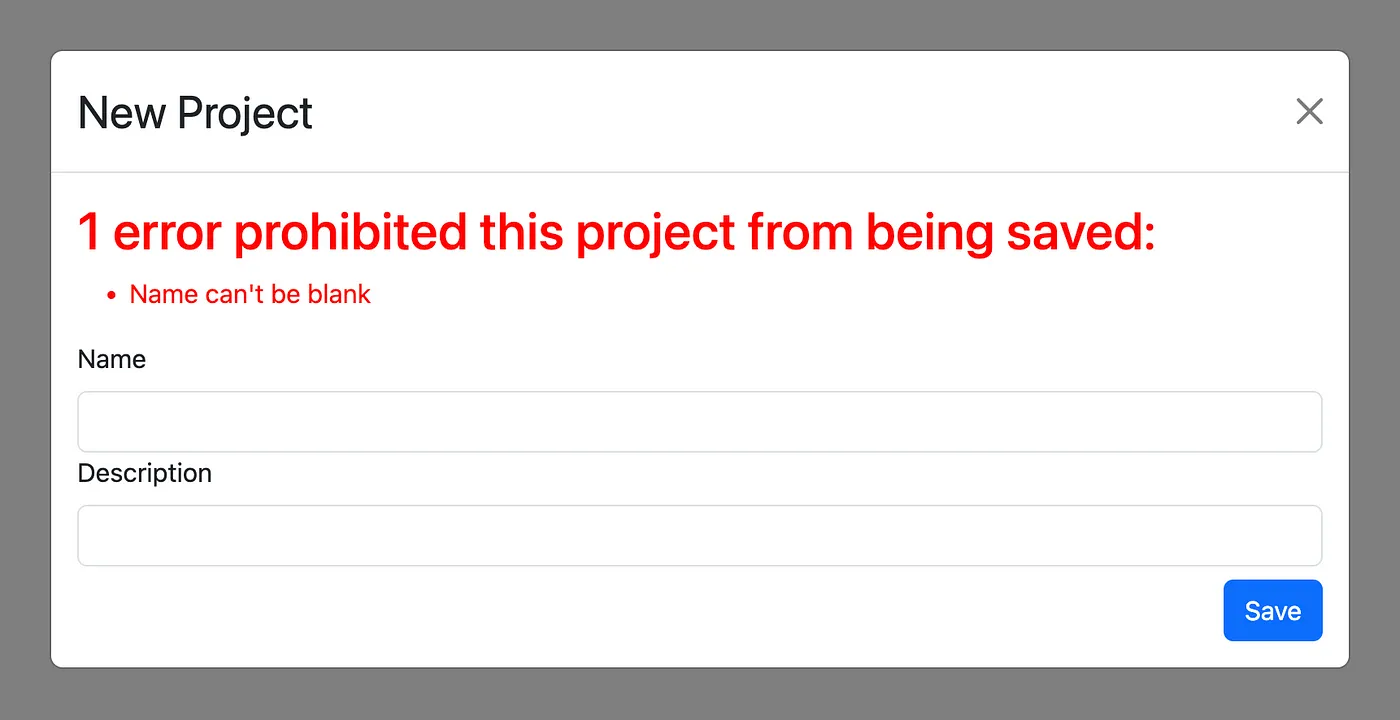 New Project
1 error prohibited this project from being saved:
• Name can't be blank
Name
Description
Save